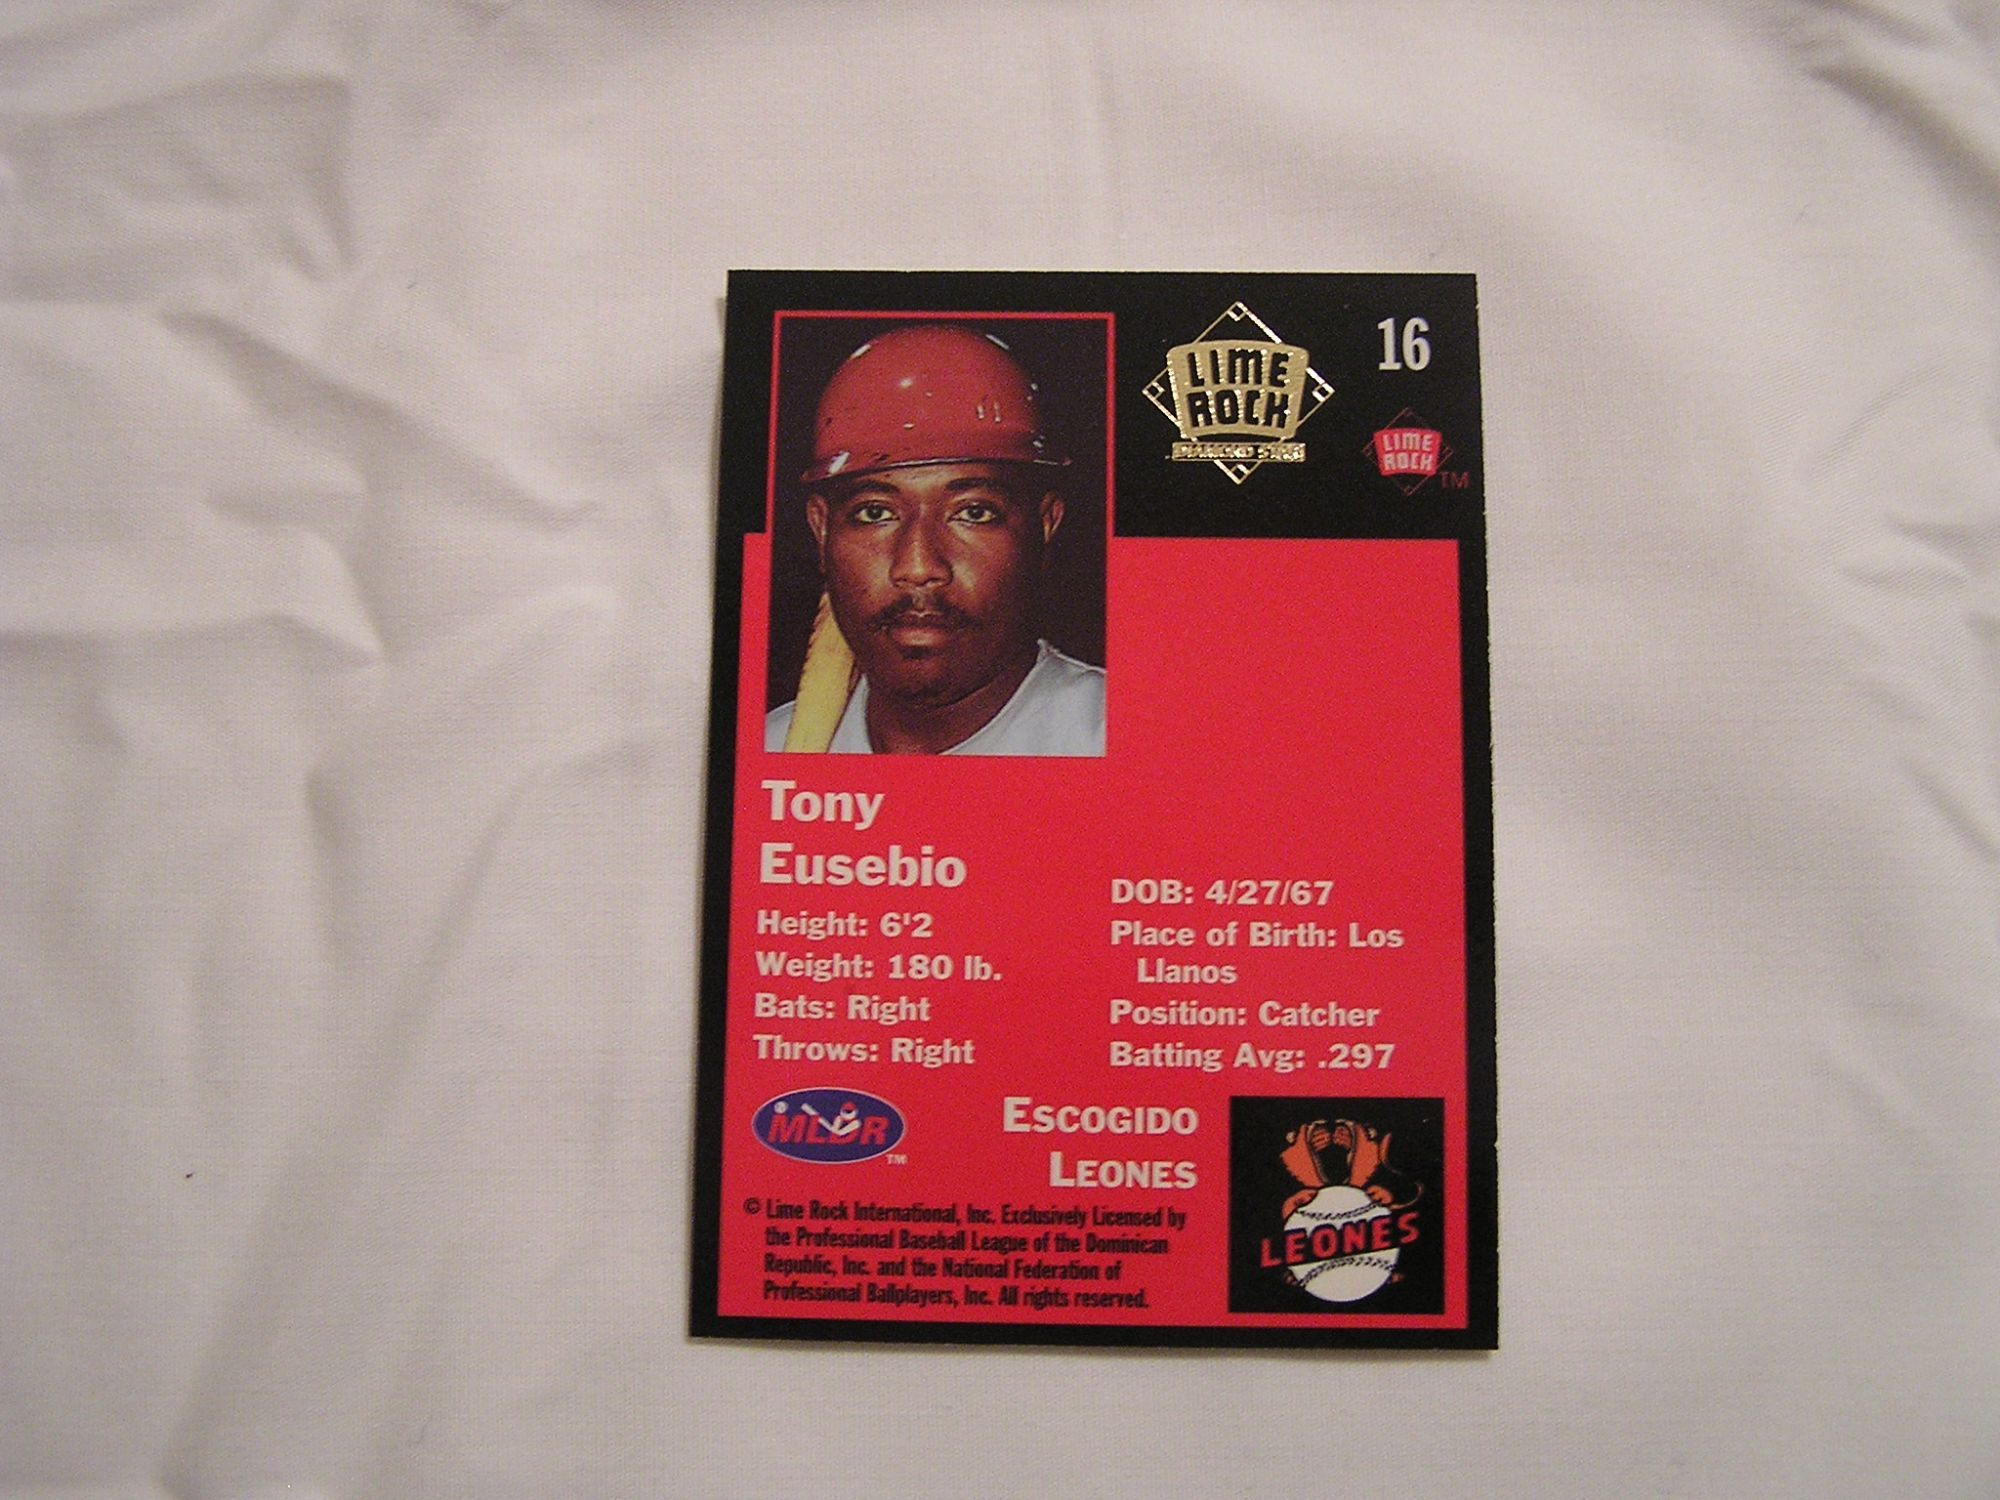 LIME
ROCK
DIAMOND STARS
16
LIME
ROCK
TM
Tony
Eusebio
Height: 6'2
Weight: 180 lb.
Bats: Right
Throws: Right
DOB: 4/27/67
Place of Birth: Los
Llanos
Position: Catcher
Batting Avg: .297
MLDR
TM
ESCOGIDO
LEONES
LEONES
© Lime Rock International, Inc. Exclusively Licensed by
the Professional Baseball League of the Dominican
Republic, Inc. and the National Federation of
Professional Ballplayers, Inc. All rights reserved.